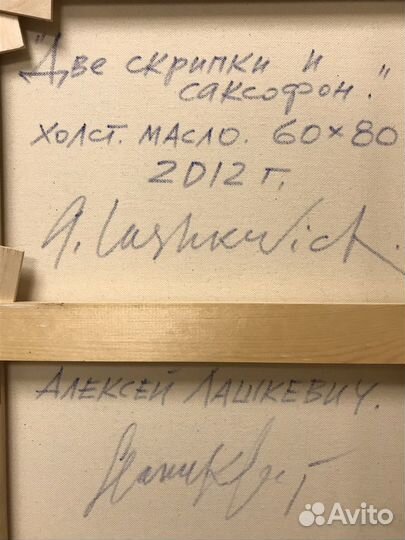 "Две скрипки и
саксофон."
холст. масло. 60×80
2012 г.
A. Lashkevich.
Алексей Лашкевич.
Avito